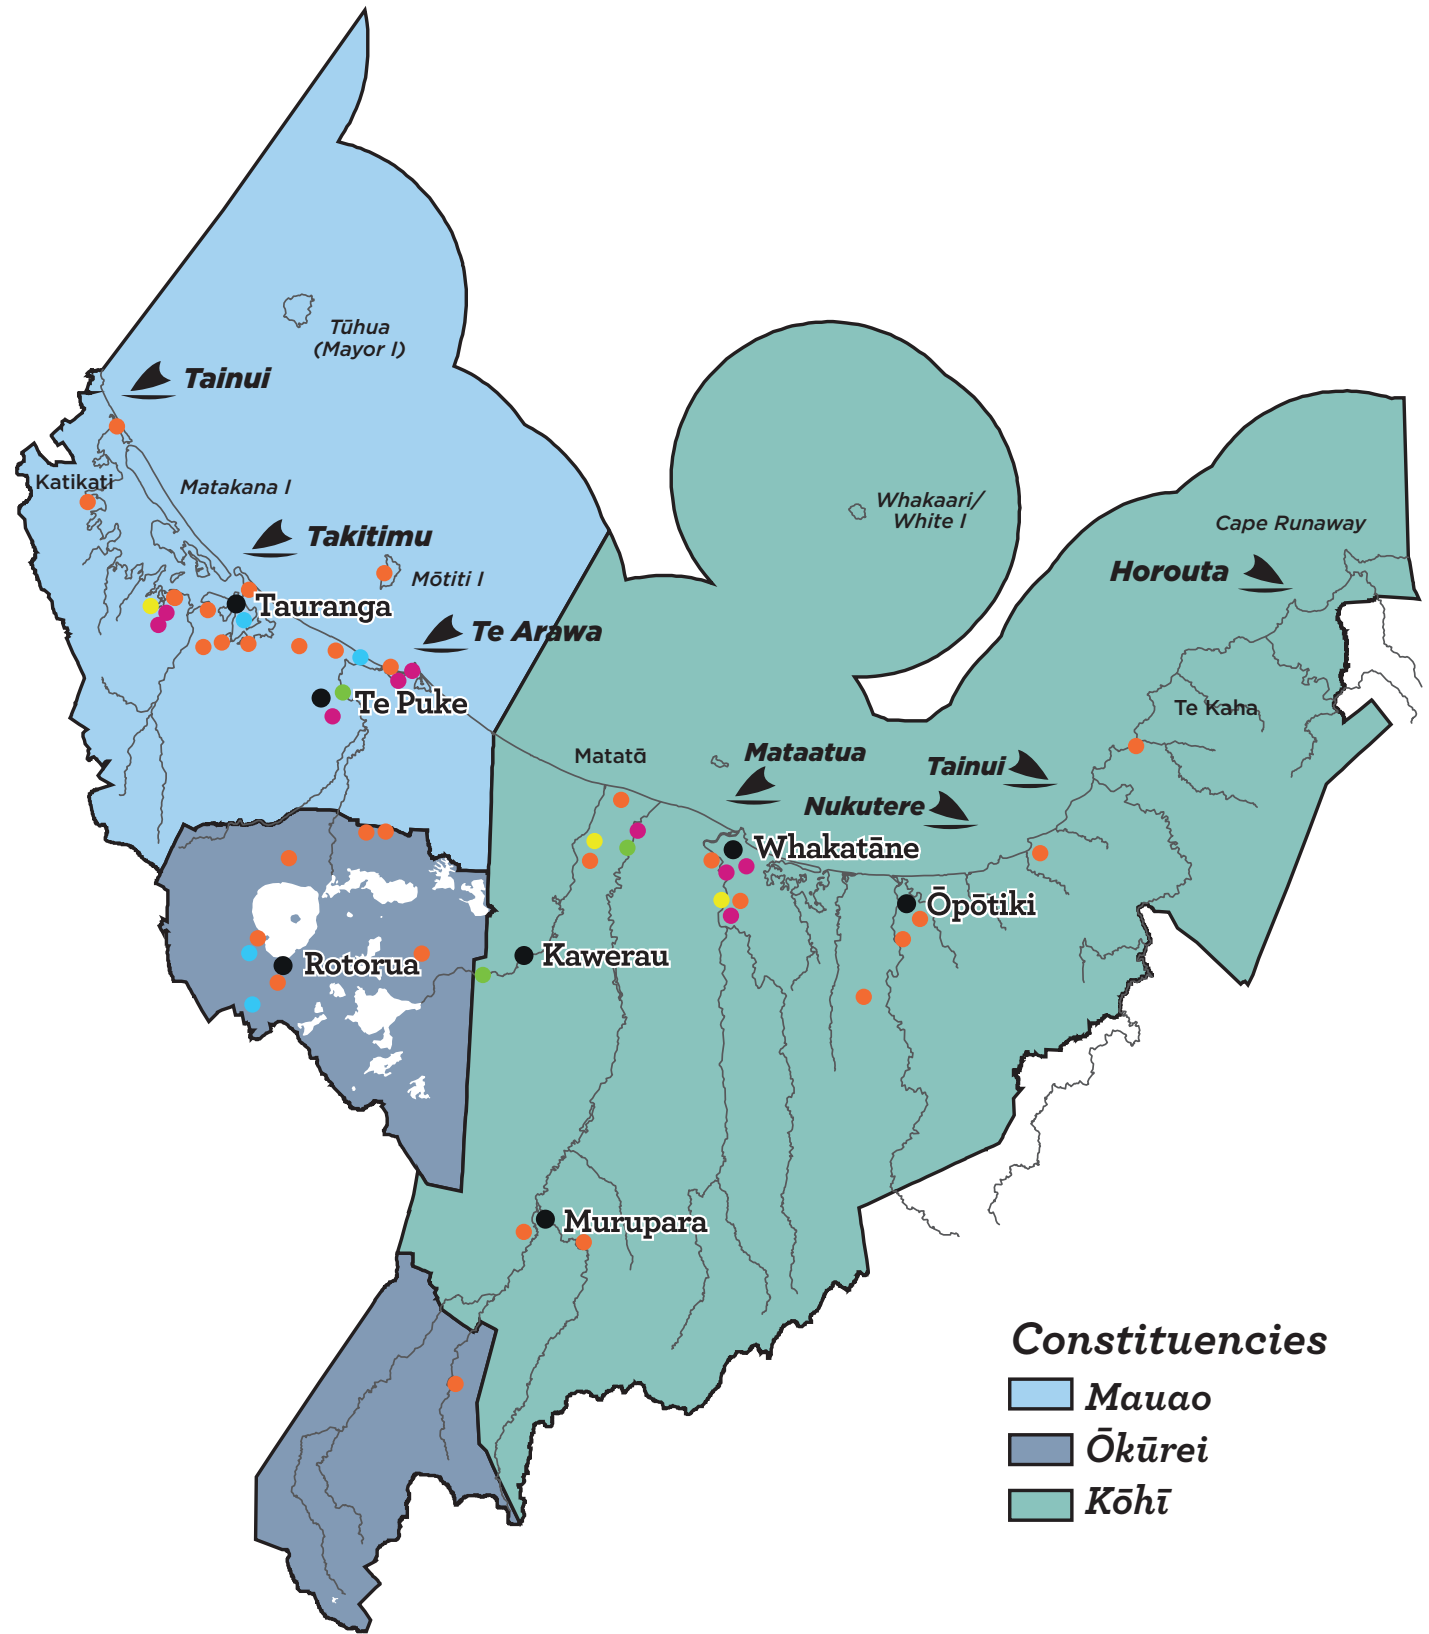 Tūhua
(Mayor I)
Tainui
Katikati
Matakana I
Whakaari/
White I
Cape Runaway
Takitimu
Mōtiti I
Horouta
Tauranga
Te Arawa
Te Puke
Te Kaha
Matatā
Mataatua
Tainui
Nukutere
Whakatāne
Ōpōtiki
Kawerau
Rotorua
Murupara
Constituencies
Mauao
Ōkūrei
Kōhī